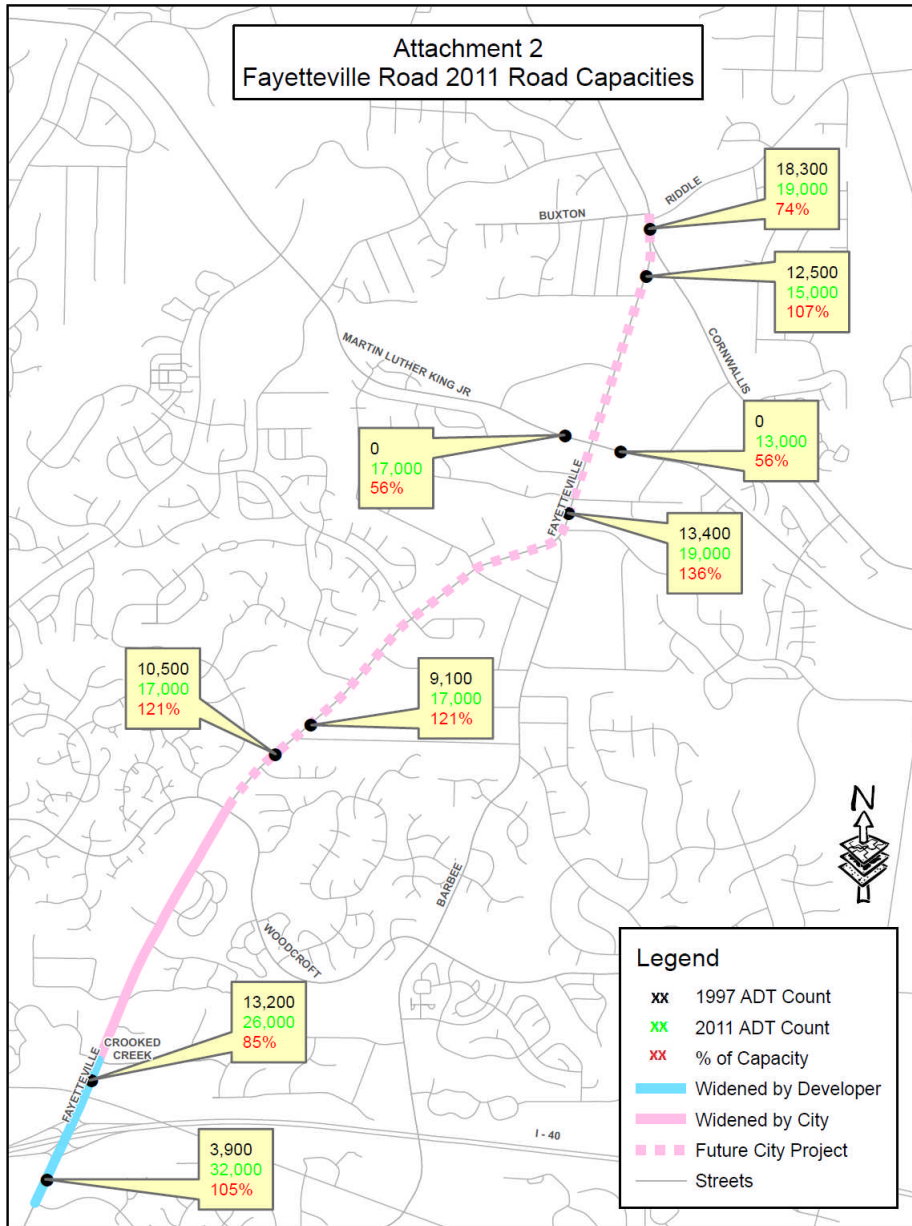 Attachment 2
Fayetteville Road 2011 Road Capacities
18,300
19,000
74%
RIDDLE
BUXTON
12,500
15,000
107%
CORNWALLIS
MARTIN LUTHER KING JR
0
17,000
56%
0
13,000
56%
FAYETTEVILLE
13,400
19,000
136%
10,500
17,000
121%
9,100
17,000
121%
N
BARBEE
WOODCROFT
13,200
26,000
85%
CROOKED
CREEK
FAYETTEVILLE
I - 40
3,900
32,000
105%
Legend
xx 1997 ADT Count
xx 2011 ADT Count
xx % of Capacity
Widened by Developer
Widened by City
Future City Project
Streets